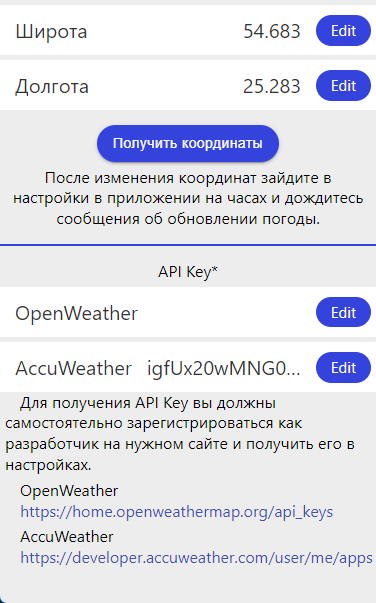 Широта 54.683 Edit
Долгота 25.283 Edit
Получить координаты
После изменения координат зайдите в
настройки в приложении на часах и дождитесь
сообщения об обновлении погоды.
API Key*
OpenWeather Edit
AccuWeather igfUx20wMNG0... Edit
Для получения API Key вы должны
самостоятельно зарегистрироваться как
разработчик на нужном сайте и получить его в
настройках.
OpenWeather
https://home.openweathermap.org/api_keys
AccuWeather
https://developer.accuweather.com/user/me/apps